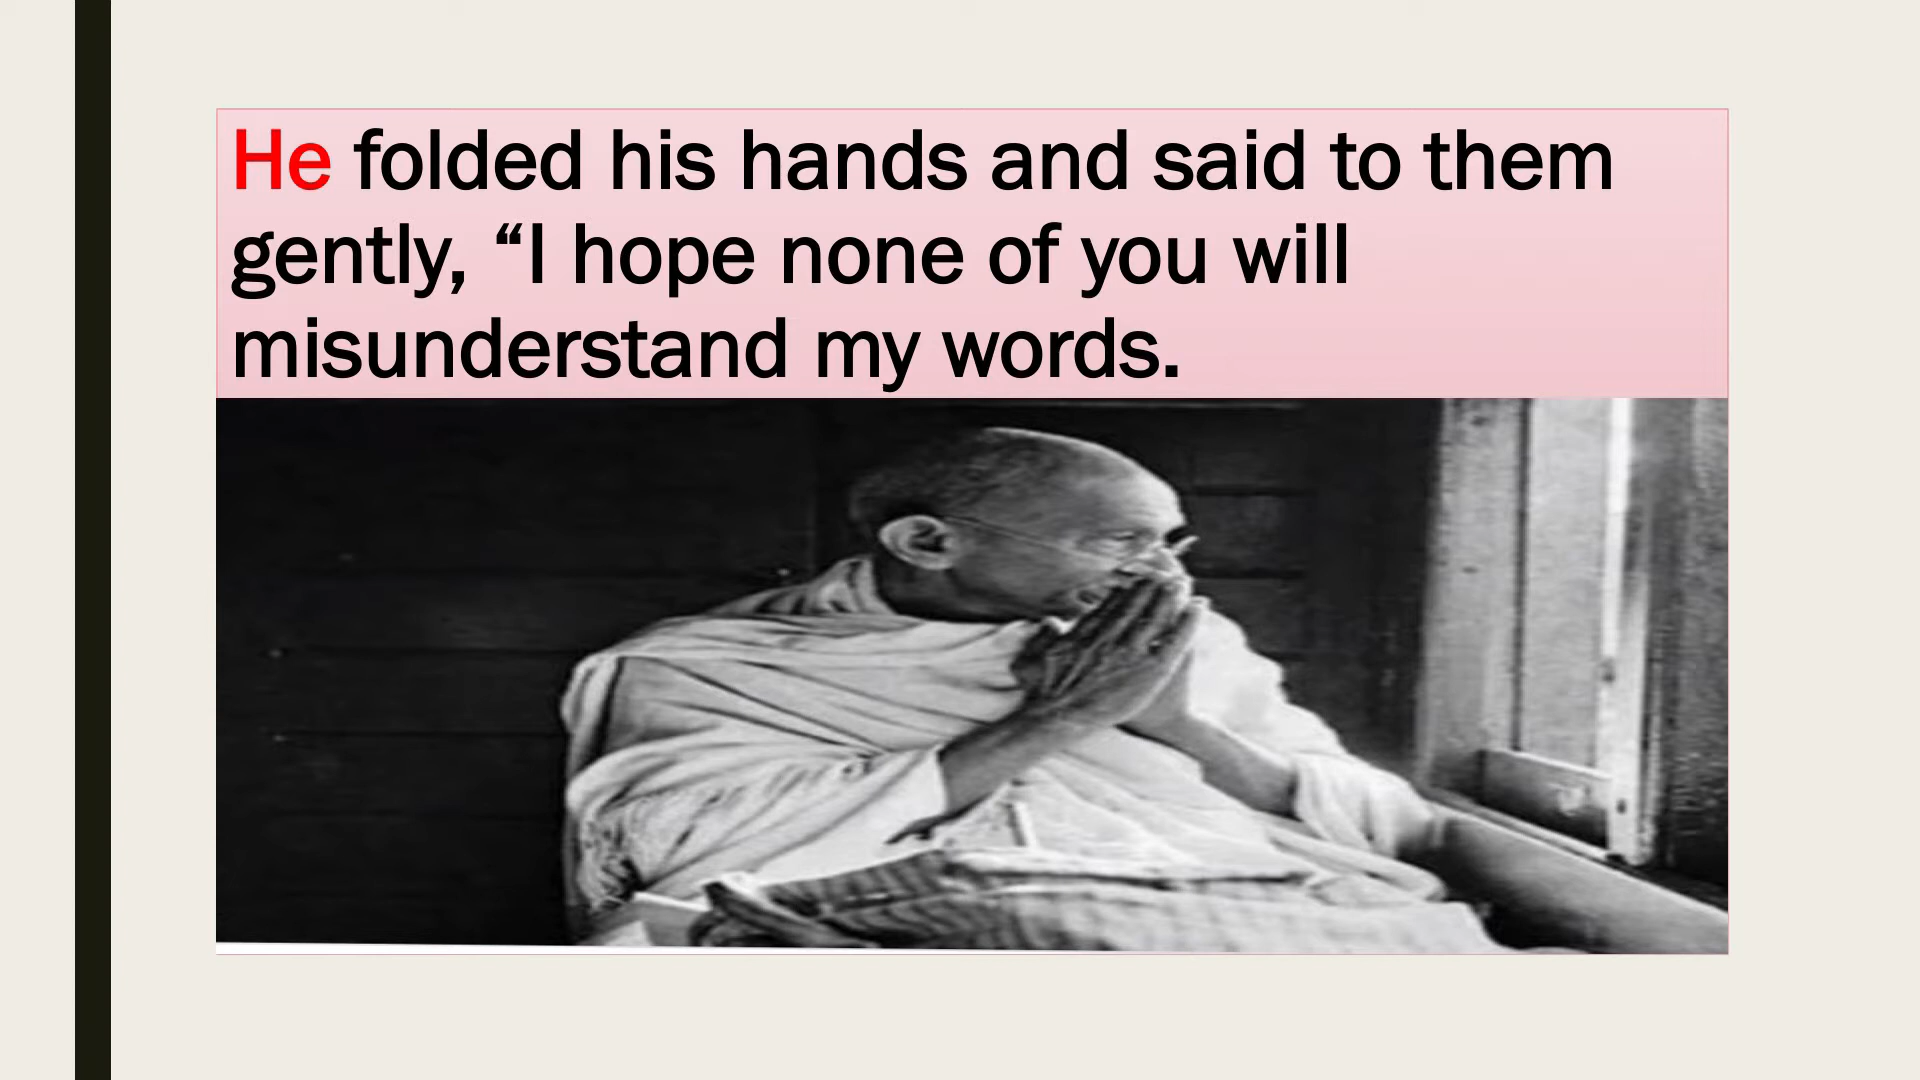 He folded his hands and said to them
gently, “I hope none of you will
misunderstand my words.